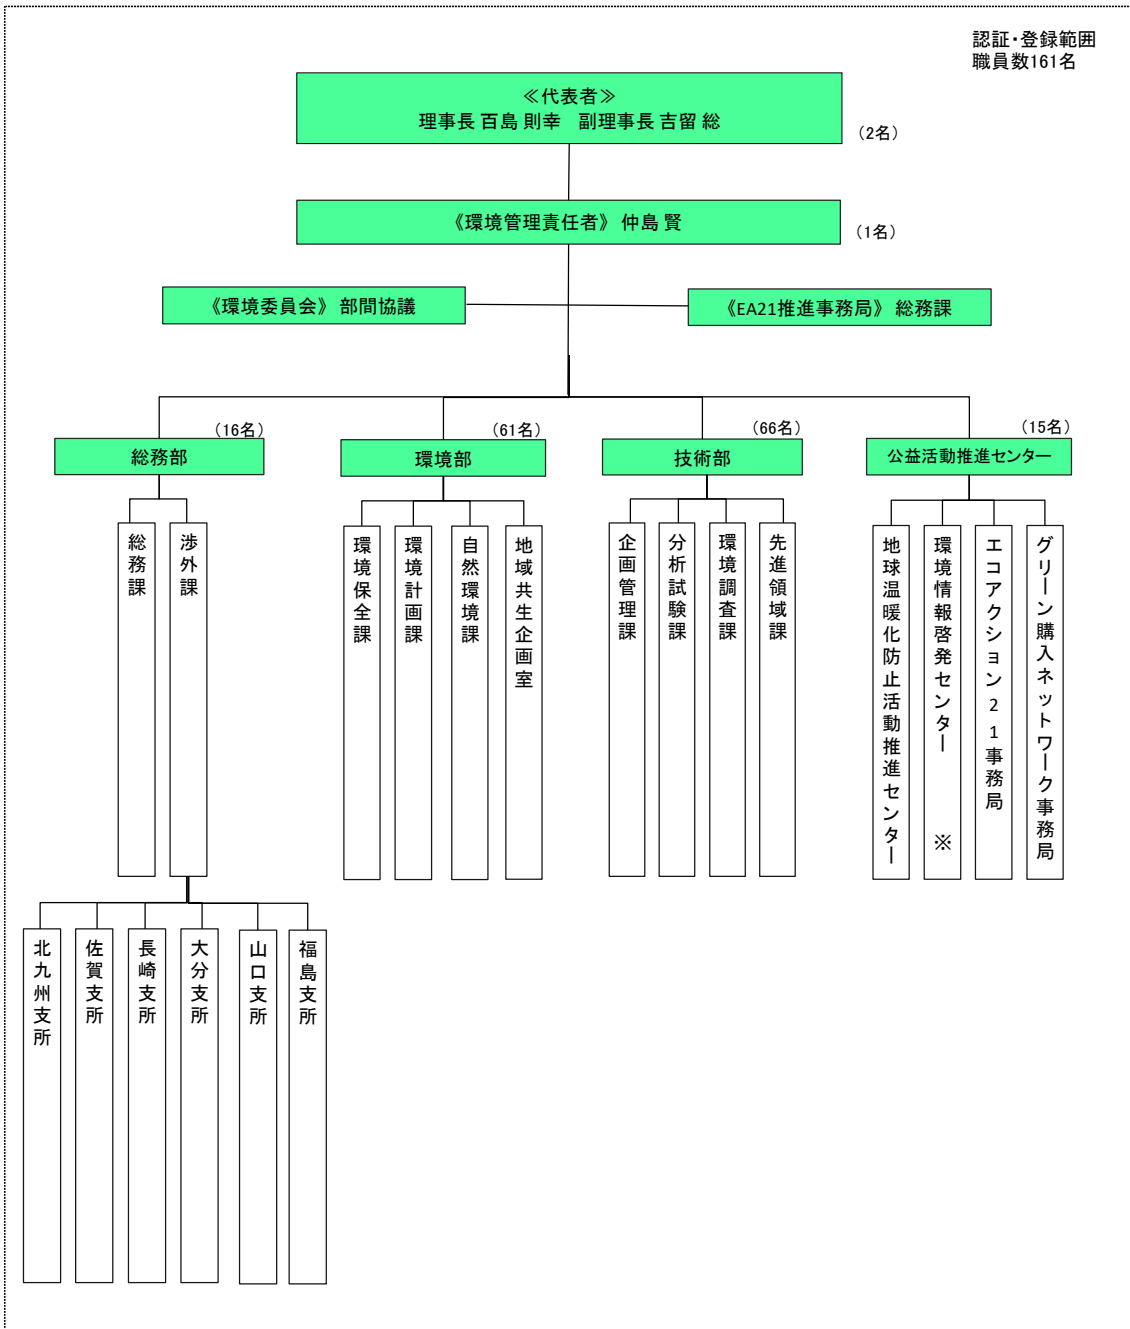 認証・登録範囲
職員数161名
≪代表者≫
理事長 百島 則幸　副理事長 吉留 総
（2名）
《環境管理責任者》 仲島 賢
（1名）
《環境委員会》 部間協議
《EA21推進事務局》 総務課
（16名）
（61名）
（66名）
（15名）
総務部
環境部
技術部
公益活動推進センター
総務課
渉外課
環境保全課
環境計画課
自然環境課
地域共生企画室
企画管理課
分析試験課
環境調査課
先進領域課
地球温暖化防止活動推進センター
環境情報啓発センター　※
エコアクション21事務局
グリーン購入ネットワーク事務局
北九州支所
佐賀支所
長崎支所
大分支所
山口支所
福島支所